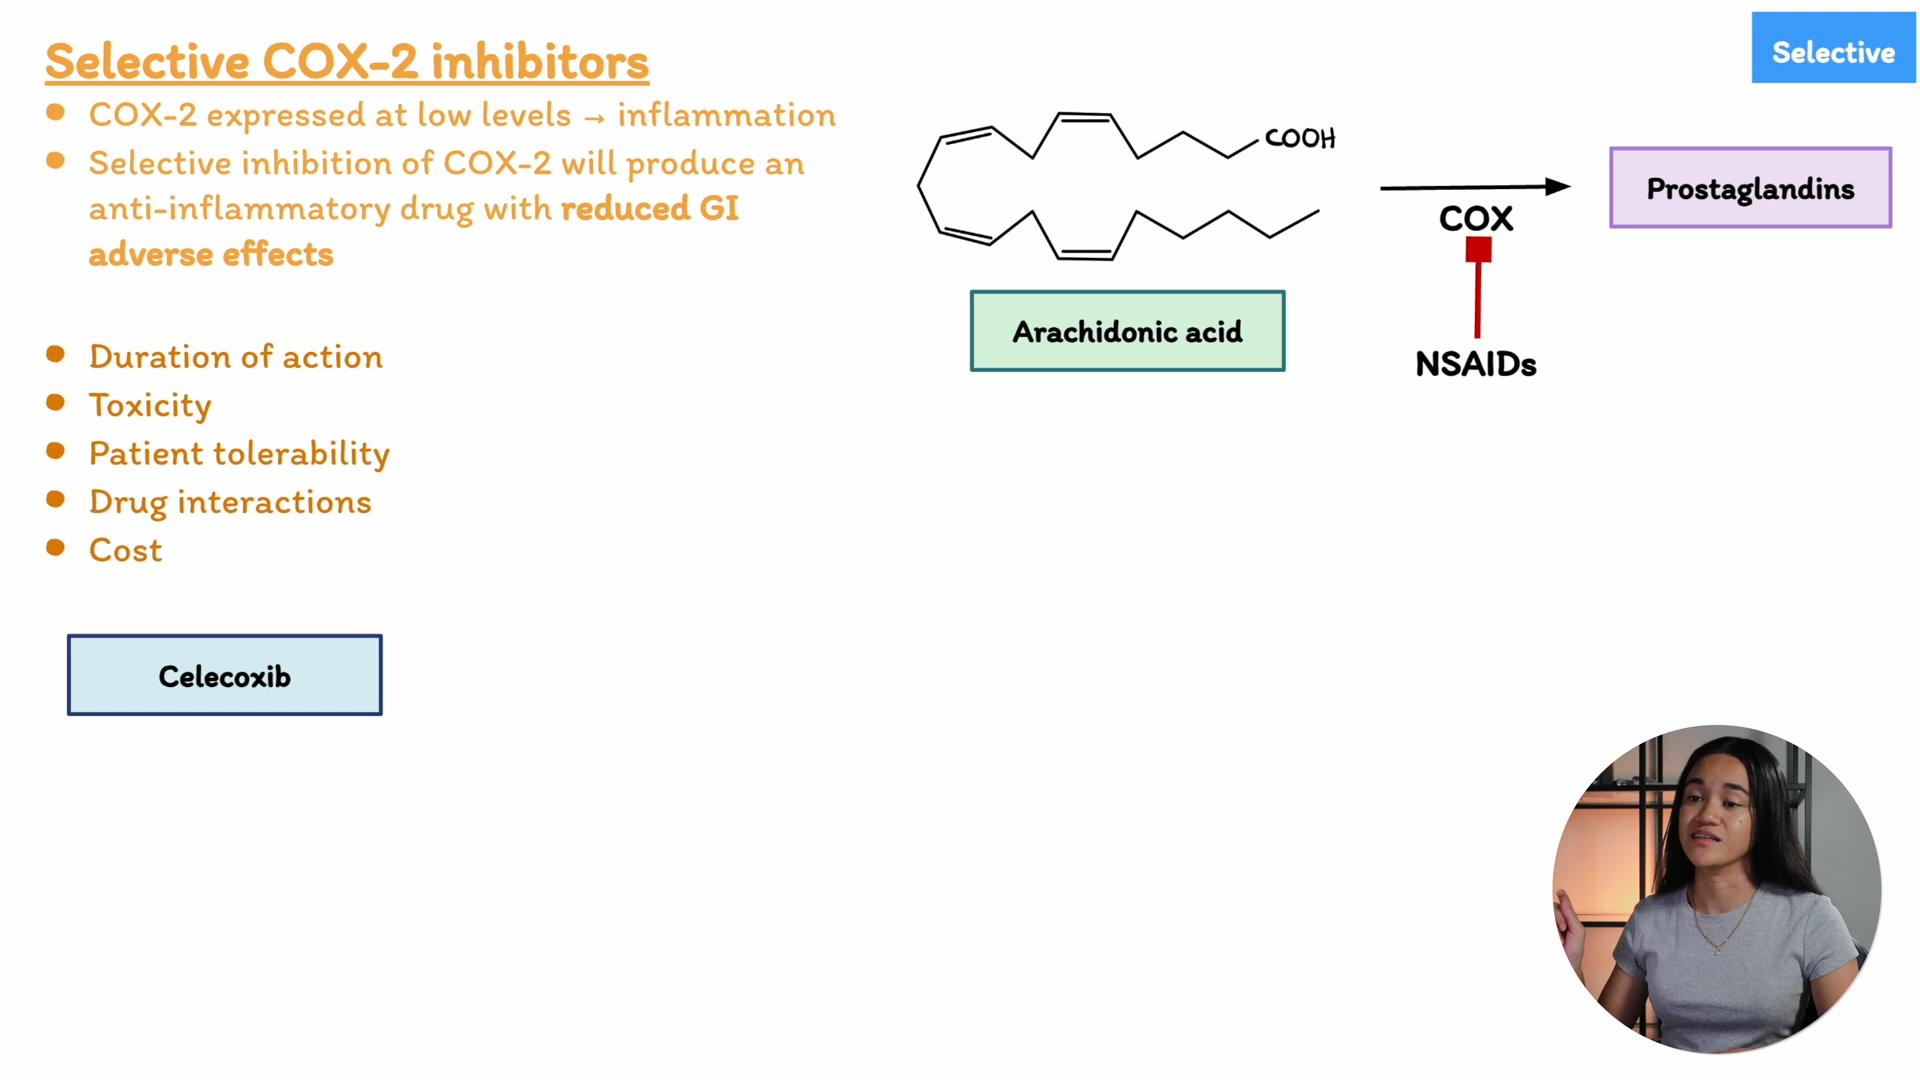 Selective COX-2 inhibitors
Selective
• COX-2 expressed at low levels → inflammation
• Selective inhibition of COX-2 will produce an
anti-inflammatory drug with reduced GI
adverse effects
COOH
Prostaglandins
COX
Arachidonic acid
NSAIDs
• Duration of action
• Toxicity
• Patient tolerability
• Drug interactions
• Cost
Celecoxib